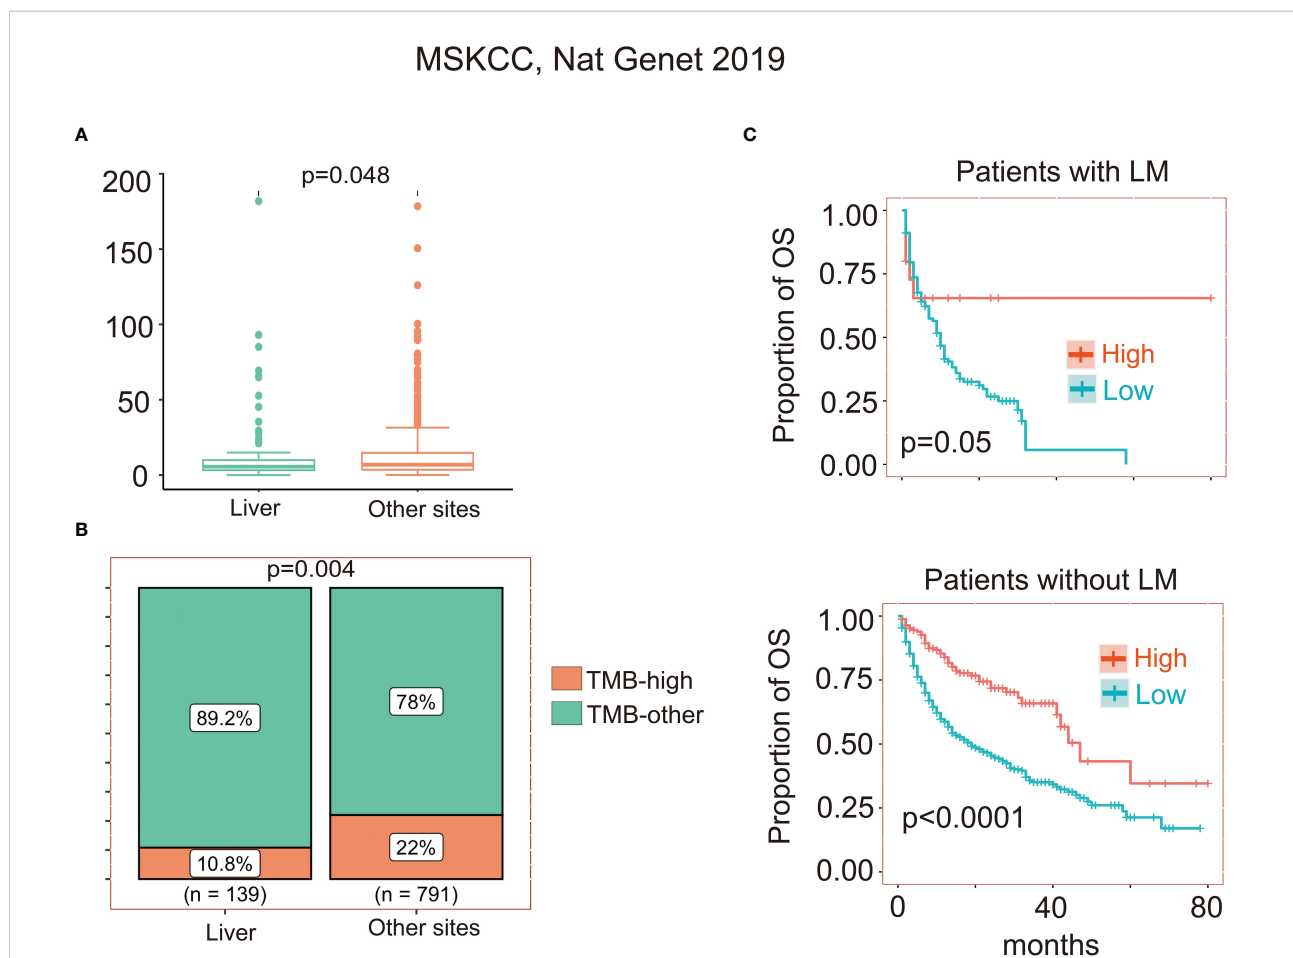 MSKCC, Nat Genet 2019
A
p=0.048
200
150
100
50
0
Liver
Other sites
B
p=0.004
89.2%
78%
10.8%
22%
(n = 139)
(n = 791)
Liver
Other sites
TMB-high
TMB-other
C
Patients with LM
Proportion of OS
1.00
0.75
0.50
0.25
0.00
High
Low
p=0.05
Patients without LM
Proportion of OS
1.00
0.75
0.50
0.25
0.00
High
Low
p<0.0001
0
40
80
months